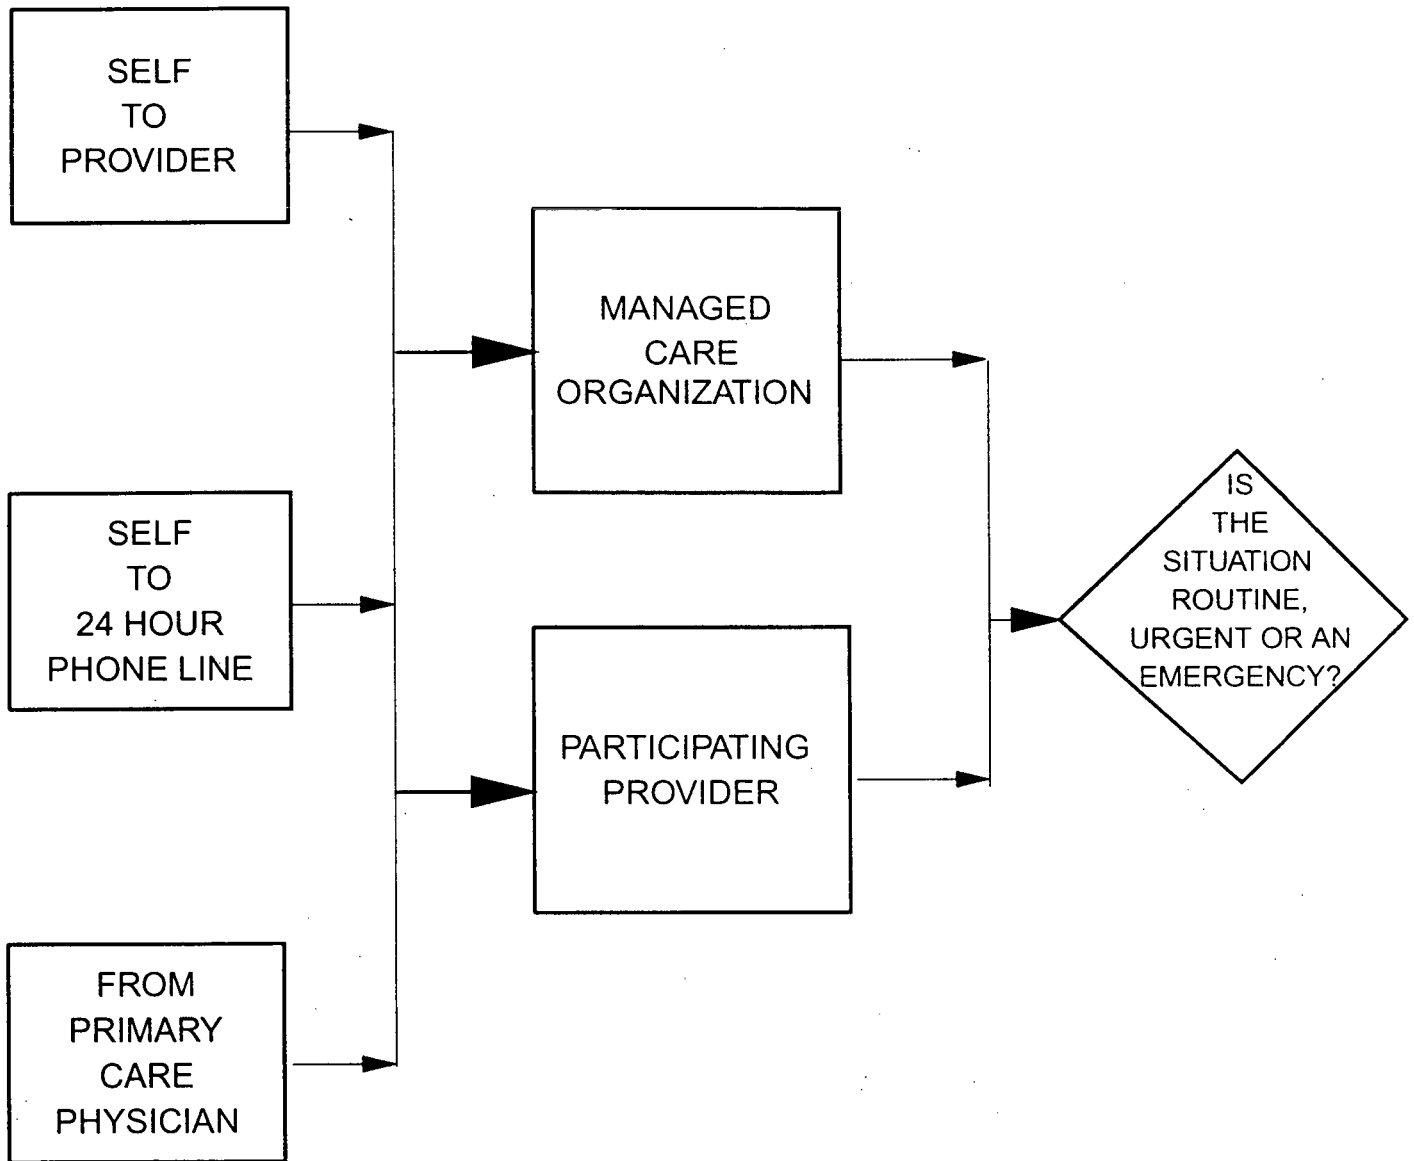 SELF
TO
PROVIDER
MANAGED
CARE
ORGANIZATION
SELF
TO
24 HOUR
PHONE LINE
IS
THE
SITUATION
ROUTINE,
URGENT OR AN
EMERGENCY?
PARTICIPATING
PROVIDER
FROM
PRIMARY
CARE
PHYSICIAN